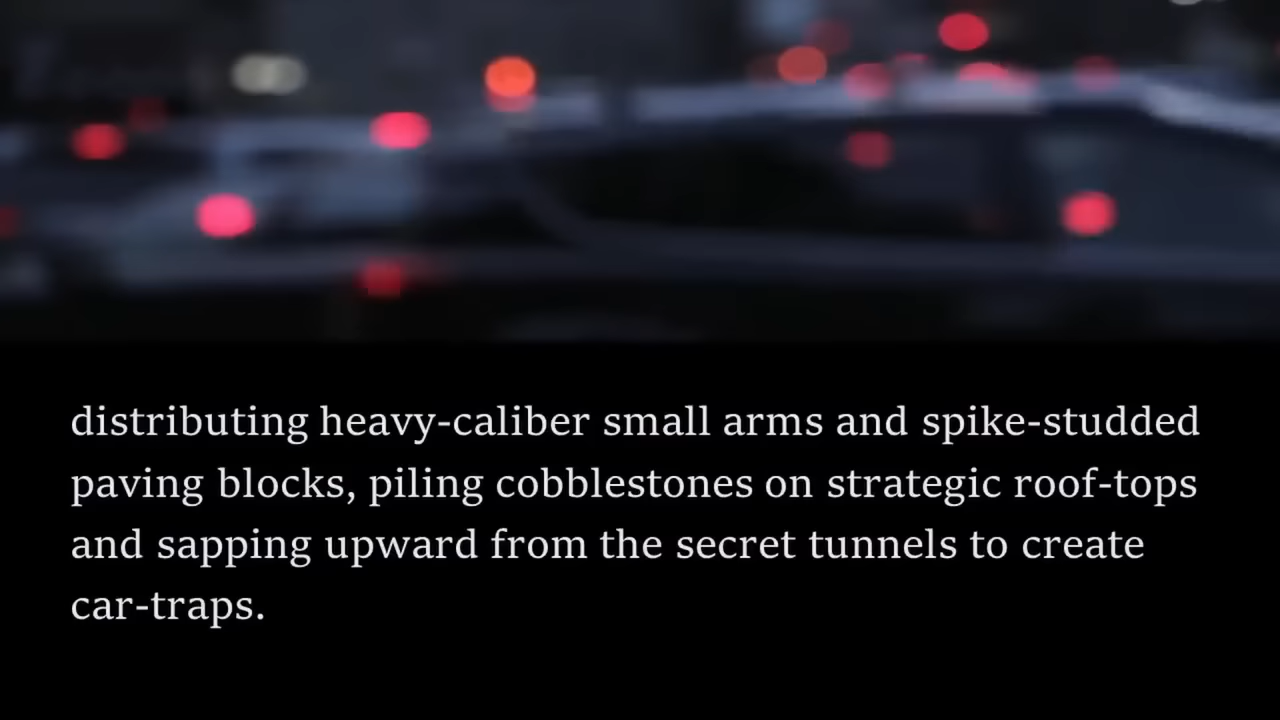 distributing heavy-caliber small arms and spike-studded
paving blocks, piling cobblestones on strategic roof-tops
and sapping upward from the secret tunnels to create
car-traps.